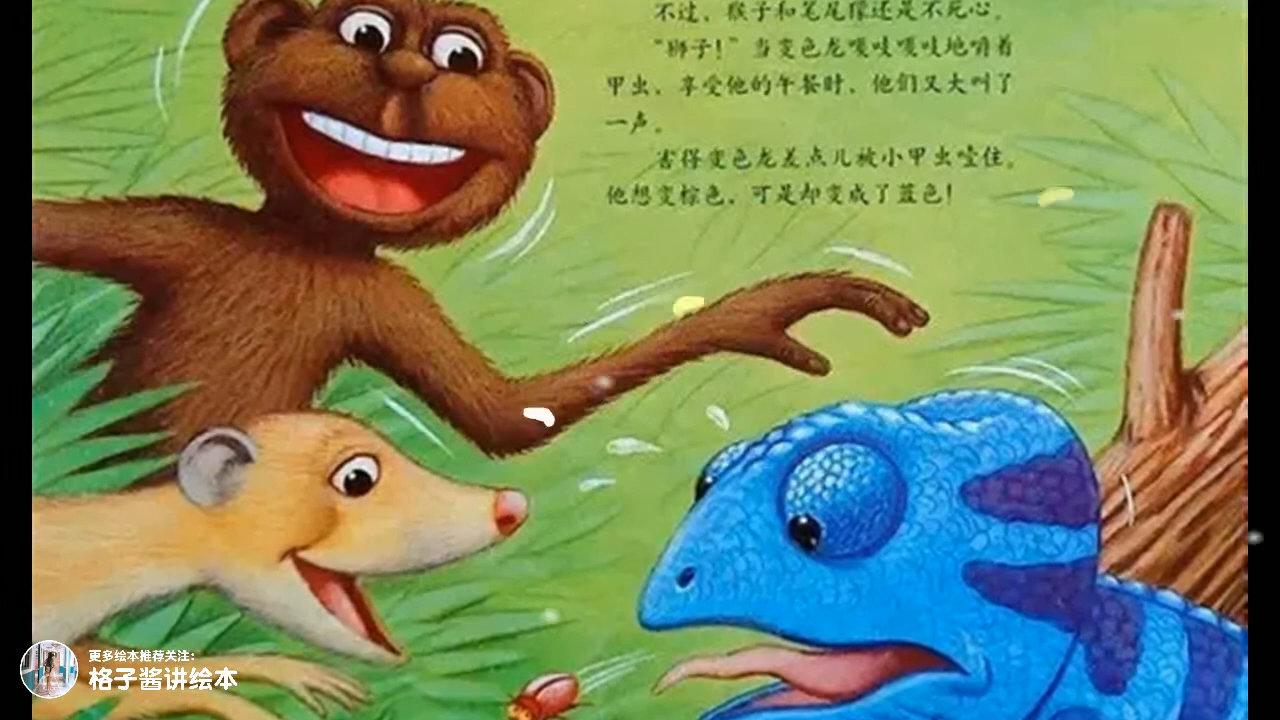 不过，猴子和笔尾獴还是不死心。
“狮子！”当变色龙嘎吱嘎吱地啃着
甲虫，享受他的午餐时，他们又大叫了
一声。
害得变色龙差点儿被小甲虫噎住。
他想变棕色，可是却变成了蓝色！
更多绘本推荐关注：
格子酱讲绘本